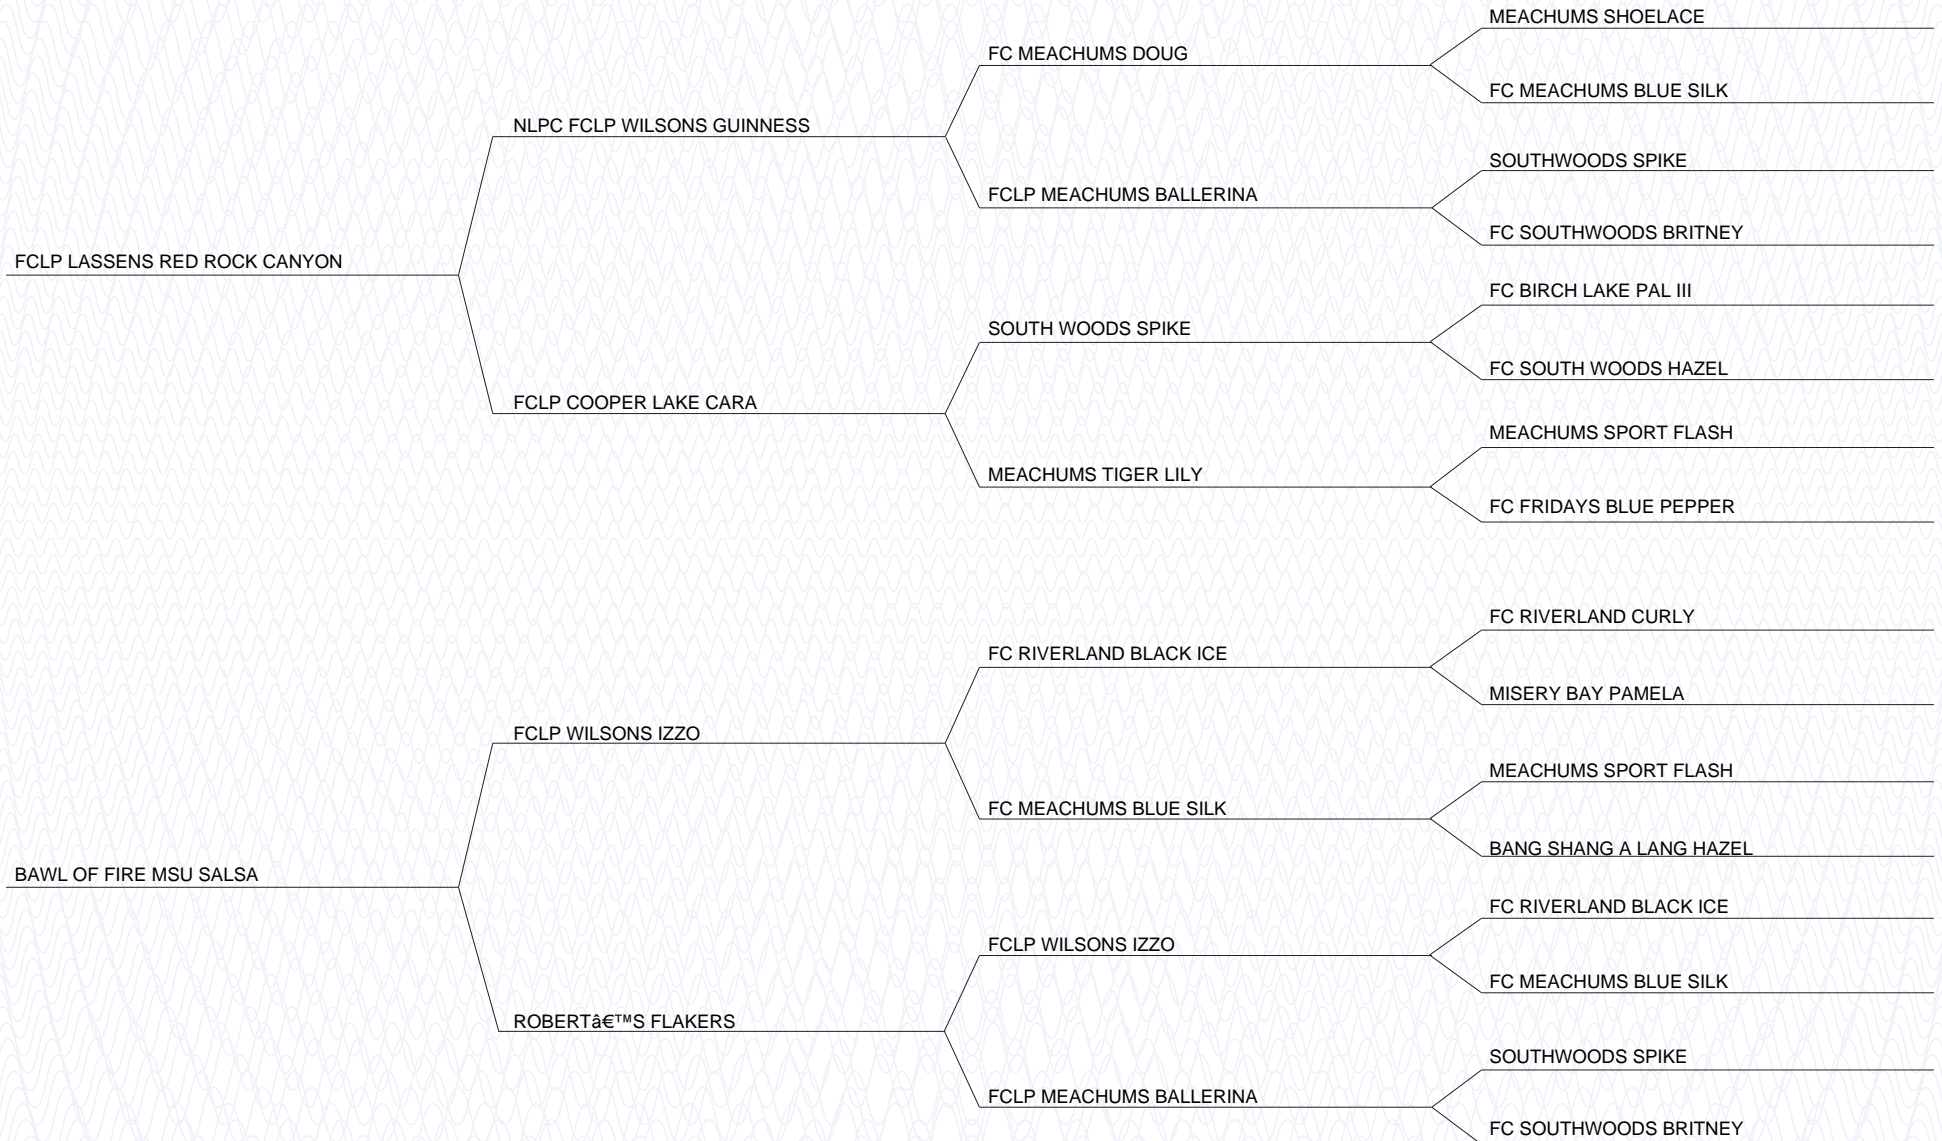 MEACHUMS SHOELACE
FC MEACHUMS DOUG
FC MEACHUMS BLUE SILK
NLPC FCLP WILSONS GUINNESS
SOUTHWOODS SPIKE
FCLP MEACHUMS BALLERINA
FC SOUTHWOODS BRITNEY
FCLP LASSENS RED ROCK CANYON
FC BIRCH LAKE PAL III
SOUTH WOODS SPIKE
FC SOUTH WOODS HAZEL
FCLP COOPER LAKE CARA
MEACHUMS SPORT FLASH
MEACHUMS TIGER LILY
FC FRIDAYS BLUE PEPPER
FC RIVERLAND CURLY
FC RIVERLAND BLACK ICE
MISERY BAY PAMELA
FCLP WILSONS IZZO
MEACHUMS SPORT FLASH
FC MEACHUMS BLUE SILK
BANG SHANG A LANG HAZEL
BAWL OF FIRE MSU SALSA
FC RIVERLAND BLACK ICE
FCLP WILSONS IZZO
FC MEACHUMS BLUE SILK
ROBERTâ€™S FLAKERS
SOUTHWOODS SPIKE
FCLP MEACHUMS BALLERINA
FC SOUTHWOODS BRITNEY